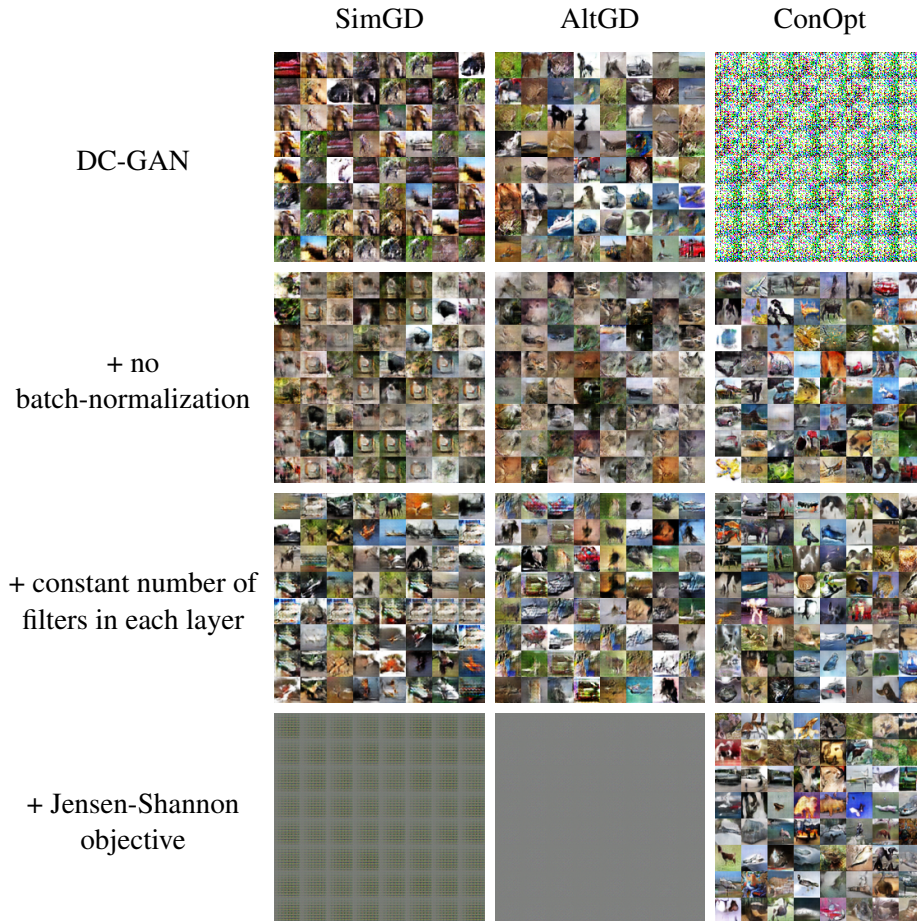 SimGD AltGD ConOpt
DC-GAN
+ no
batch-normalization
+ constant number of
filters in each layer
+ Jensen-Shannon
objective